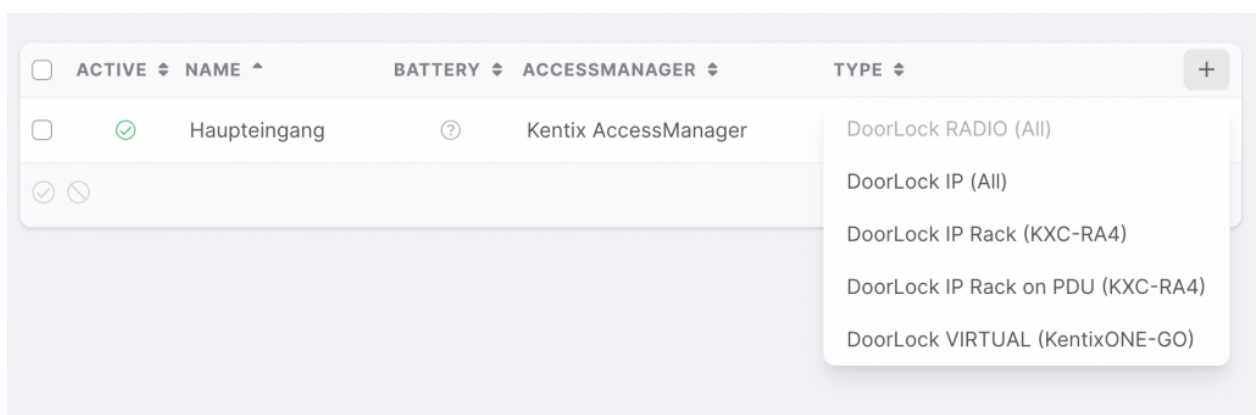 ACTIVE NAME BATTERY ACCESSMANAGER TYPE +
Haupteingang ? Kentix AccessManager
DoorLock RADIO (All)
DoorLock IP (All)
DoorLock IP Rack (KXC-RA4)
DoorLock IP Rack on PDU (KXC-RA4)
DoorLock VIRTUAL (KentixONE-GO)